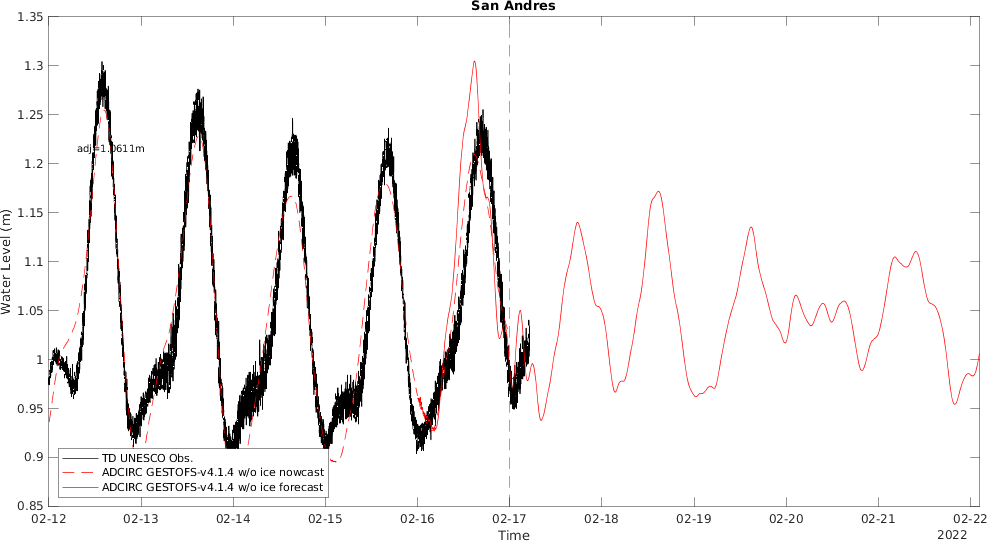 San Andres
1.35
1.3
1.25
1.2
1.15
1.1
1.05
1
0.95
0.9
0.85
Water Level (m)
adj.=1.0611m
TD UNESCO Obs.
ADCIRC GESTOFS-v4.1.4 w/o ice nowcast
ADCIRC GESTOFS-v4.1.4 w/o ice forecast
02-12 02-13 02-14 02-15 02-16 02-17 02-18 02-19 02-20 02-21 02-22
Time
2022